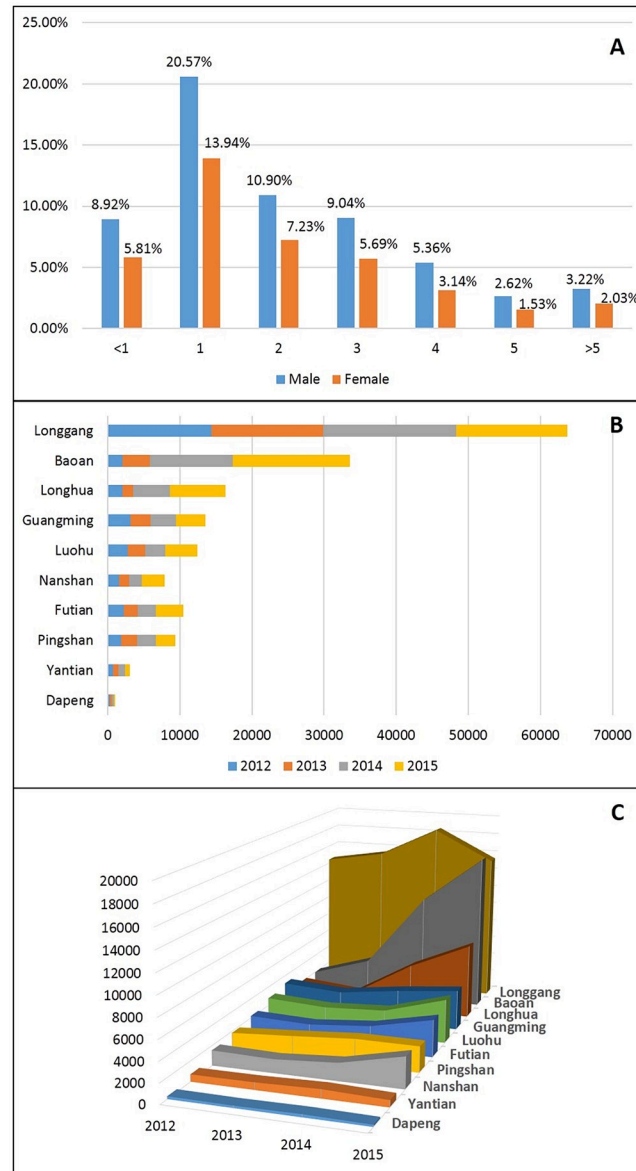 A
25.00%
20.00%
15.00%
10.00%
5.00%
0.00%
8.92%
5.81%
20.57%
13.94%
10.90%
7.23%
9.04%
5.69%
5.36%
3.14%
2.62%
1.53%
3.22%
2.03%
<1 1 2 3 4 5 >5
Male Female
B
Longgang
Baoan
Longhua
Guangming
Luohu
Nanshan
Futian
Pingshan
Yantian
Dapeng
0 10000 20000 30000 40000 50000 60000 70000
2012 2013 2014 2015
C
20000
18000
16000
14000
12000
10000
8000
6000
4000
2000
0
2012
2013
2014
2015
Longgang
Baoan
Longhua
Guangming
Luohu
Futian
Pingshan
Nanshan
Yantian
Dapeng